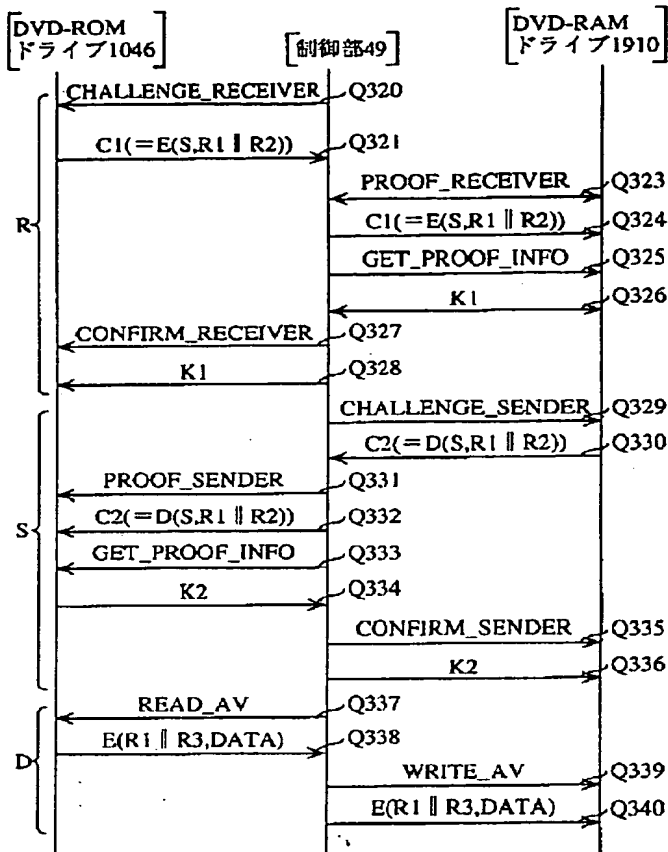 DVD-ROM
ドライブ1046
制御部49
DVD-RAM
ドライブ1910
CHALLENGE_RECEIVER Q320
C1(=E(S,R1 ∥ R2)) Q321
PROOF_RECEIVER Q323
R
C1(=E(S,R1 ∥ R2)) Q324
GET_PROOF_INFO Q325
K1 Q326
CONFIRM_RECEIVER Q327
K1 Q328
CHALLENGE_SENDER Q329
C2(=D(S,R1 ∥ R2)) Q330
PROOF_SENDER Q331
S
C2(=D(S,R1 ∥ R2)) Q332
GET_PROOF_INFO Q333
K2 Q334
CONFIRM_SENDER Q335
K2 Q336
READ_AV Q337
D
E(R1 ∥ R3,DATA) Q338
WRITE_AV Q339
E(R1 ∥ R3,DATA) Q340